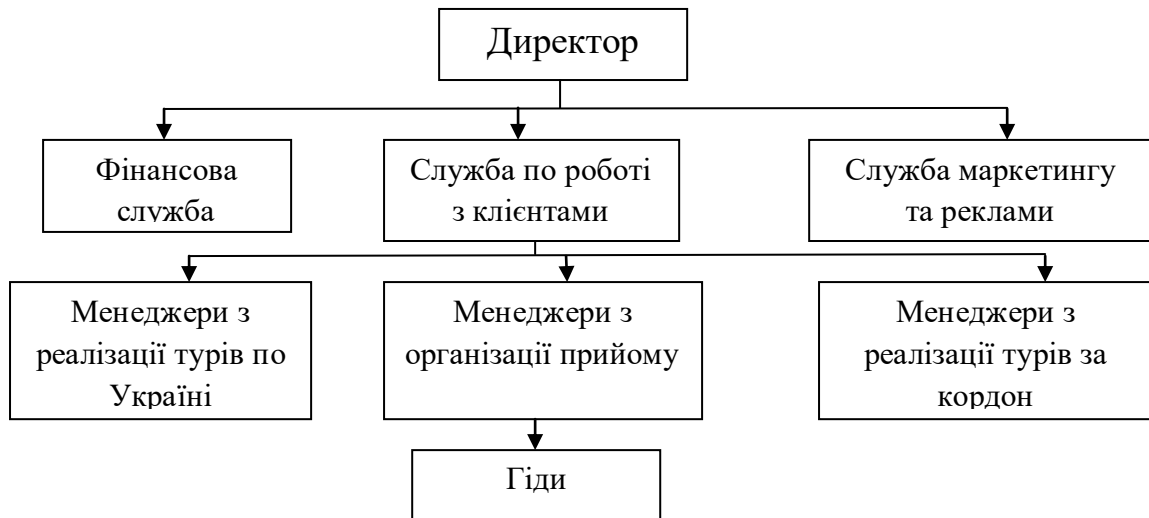 Директор
Фінансова
служба
Служба по роботі
з клієнтами
Служба маркетингу
та реклами
Менеджери з
реалізації турів по
Україні
Менеджери з
організації прийому
Менеджери з
реалізації турів за
кордон
Гіди